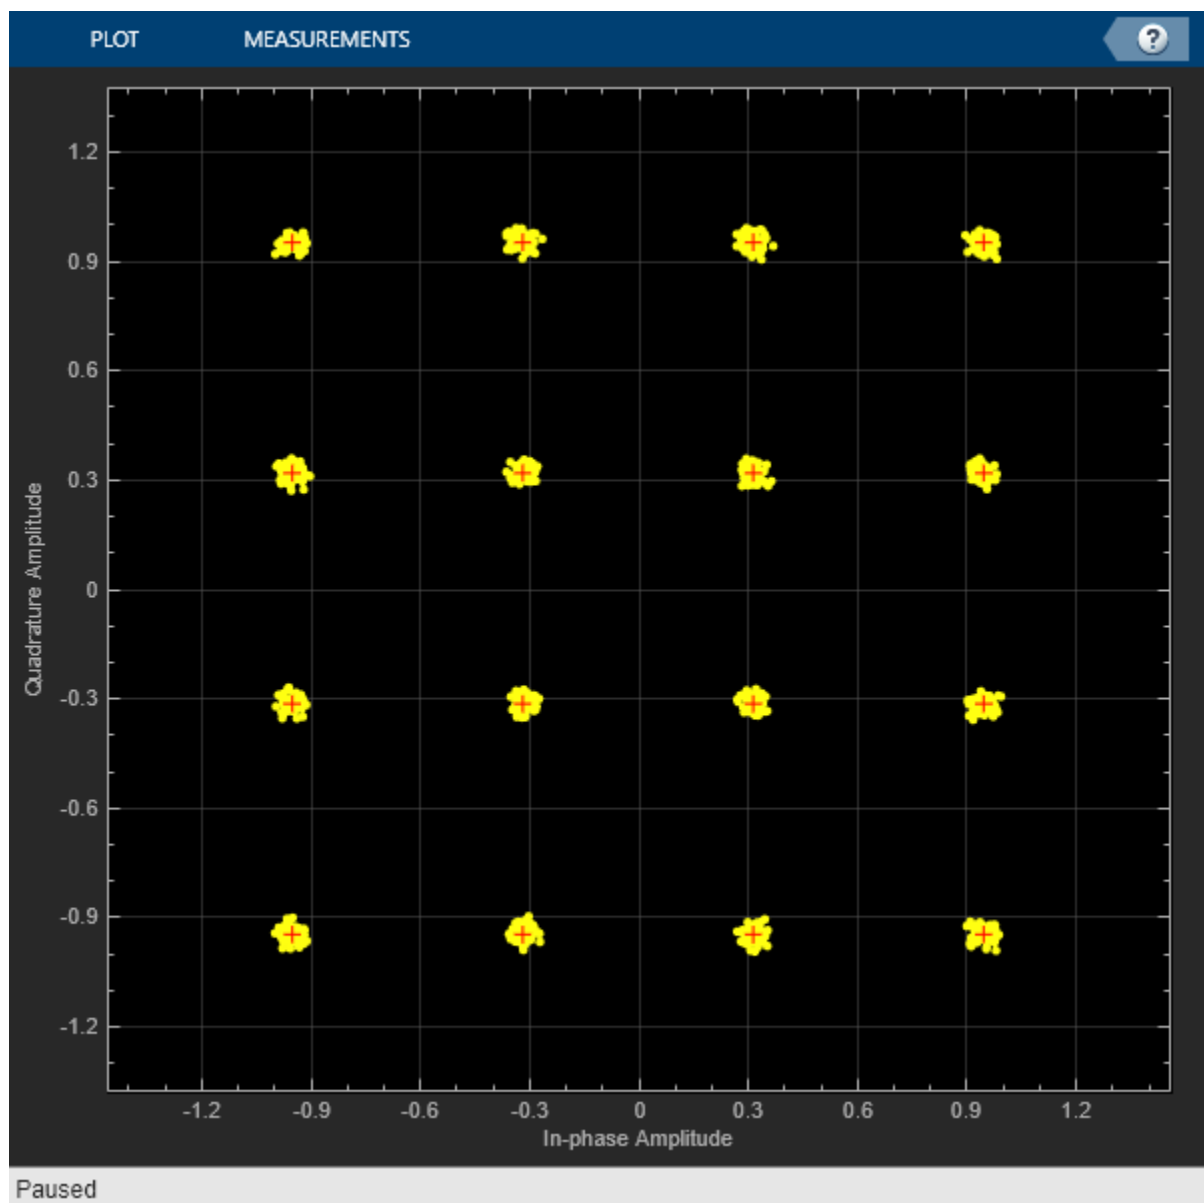 PLOT MEASUREMENTS ?
1.2
0.9
0.6
0.3
0
-0.3
-0.6
-0.9
-1.2
Quadrature Amplitude
-1.2 -0.9 -0.6 -0.3 0 0.3 0.6 0.9 1.2
In-phase Amplitude
Paused